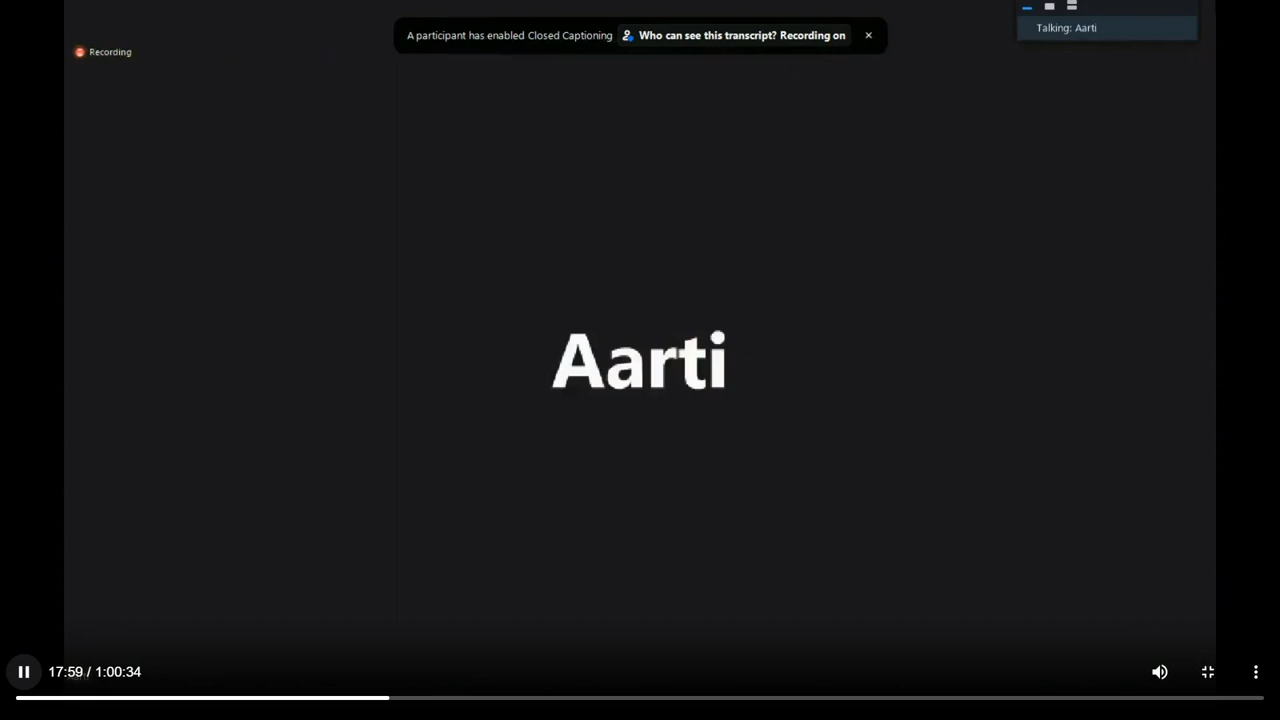 A participant has enabled Closed Captioning Who can see this transcript? Recording on
Talking: Aarti
Recording
Aarti
17:59 / 1:00:34